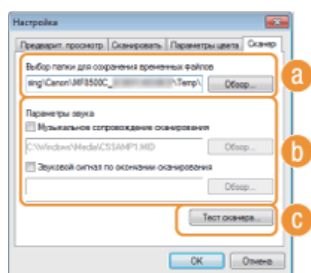 Настройка
Предварит. просмотр Сканировать Параметры цвета Сканер
Выбор папки для сохранения временных файлов
ing\Canon\MF8500C_ \Temp\ Обзор...
a
Параметры звука
Музыкальное сопровождение сканирования
C:\Windows\Media\CSSAMP1.MID Обзор...
b
Звуковой сигнал по окончании сканирования
Обзор...
Тест сканера...
c
OK Отмена